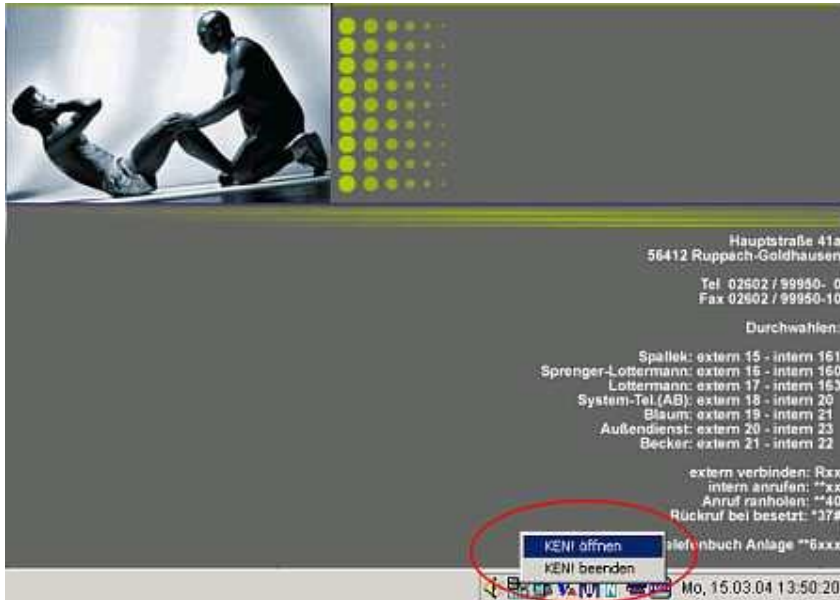 Hauptstraße 41a
56412 Ruppach-Goldhausen
Tel 02602 / 99950- 0
Fax 02602 / 99950-10
Durchwahlen:
Spallek: extern 15 - intern 161
Sprenger-Lottermann: extern 16 - intern 160
Lottermann: extern 17 - intern 163
System-Tel.(AB): extern 18 - intern 20
Blaum: extern 19 - intern 21
Außendienst: extern 20 - intern 23
Becker: extern 21 - intern 22
extern verbinden: Rxx
intern anrufen: **xx
Anruf ranholen: **40
Rückruf bei besetzt: *37#
elefonbuch Anlage **6xxx
KEN! öffnen
KEN! beenden
Mo, 15.03.04 13:50:20